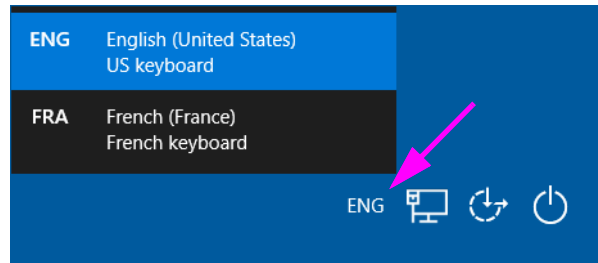 ENG English (United States)
US keyboard
FRA French (France)
French keyboard
ENG